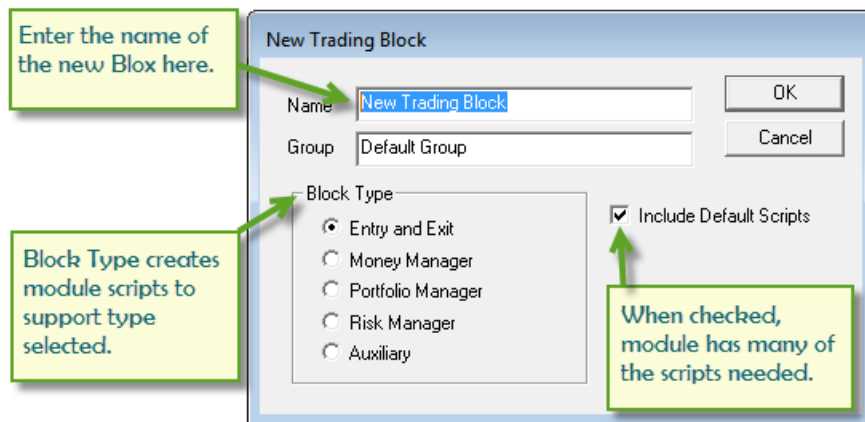 Enter the name of
the new Blox here.
New Trading Block
Name
New Trading Block
OK
Group
Default Group
Cancel
Block Type
Entry and Exit
Include Default Scripts
Money Manager
Portfolio Manager
Risk Manager
Auxiliary
Block Type creates
module scripts to
support type
selected.
When checked,
module has many of
the scripts needed.